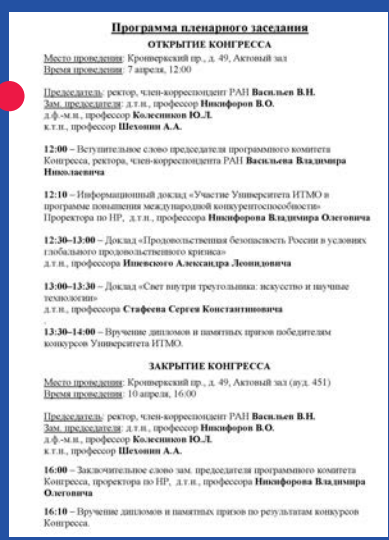 Программа пленарного заседания
ОТКРЫТИЕ КОНГРЕССА
Место проведения: Кронверкский пр., д. 49, Актовый зал
Время проведения: 7 апреля, 12:00
Председатель: ректор, член-корреспондент РАН Васильев В.Н.
Зам. председателя: д.т.н., профессор Никифоров В.О.
д.ф.-м.н., профессор Колесников Ю.Л.
к.т.н., профессор Шехонин А.А.
12:00 – Вступительное слово председателя программного комитета
Конгресса, ректора, член-корреспондента РАН Васильева Владимира
Николаевича
12:10 – Информационный доклад «Участие Университета ИТМО в
программе повышения международной конкурентоспособности»
Проректора по НР, д.т.н., профессора Никифорова Владимира Олеговича
12:30–13:00 – Доклад «Продовольственная безопасность России в условиях
глобального продовольственного кризиса»
д.т.н., профессора Ишевского Александра Леонидовича
13:00–13:30 – Доклад «Свет внутри треугольника: искусство и научные
технологии»
д.т.н., профессора Стафеева Сергея Константиновича
.
13:30–14:00 – Вручение дипломов и памятных призов победителям
конкурсов Университета ИТМО.
ЗАКРЫТИЕ КОНГРЕССА
Место проведения: Кронверкский пр., д. 49, Актовый зал (ауд. 451)
Время проведения: 10 апреля, 16:00
Председатель: ректор, член-корреспондент РАН Васильев В.Н.
Зам. председателя: д.т.н., профессор Никифоров В.О.
д.ф.-м.н., профессор Колесников Ю.Л.
к.т.н., профессор Шехонин А.А.
16:00 – Заключительное слово зам. председателя программного комитета
Конгресса, проректора по НР, д.т.н., профессора Никифорова Владимира
Олеговича
16:10 – Вручение дипломов и памятных призов по результатам конкурсов
Конгресса.